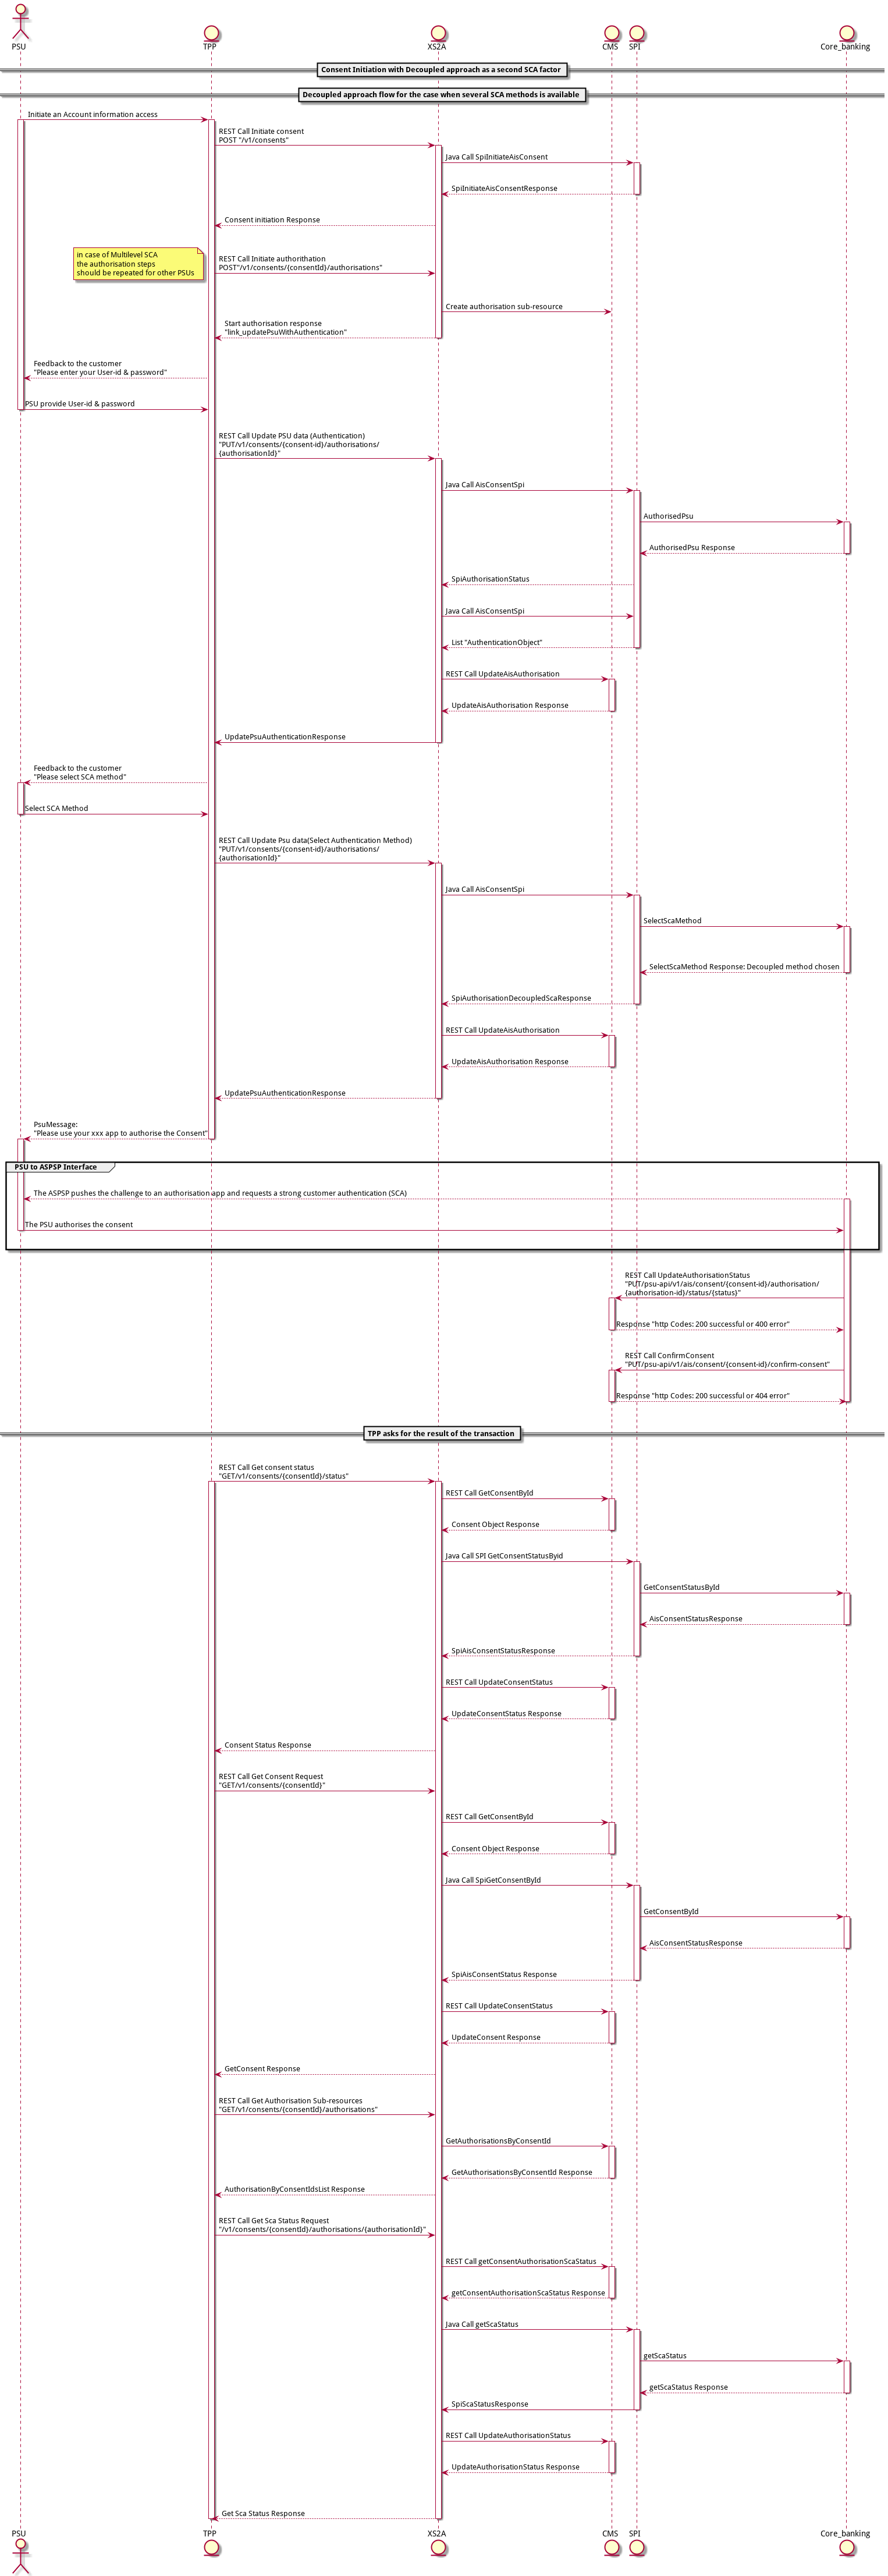 PSU
TPP
XS2A
CMS
SPI
Core_banking
Consent Initiation with Decoupled approach as a second SCA factor
Decoupled approach flow for the case when several SCA methods is available
Initiate an Account information access
REST Call Initiate consent
POST "/v1/consents"
Java Call SpiInitiateAisConsent
SpiInitiateAisConsentResponse
Consent initiation Response
in case of Multilevel SCA
the authorisation steps
should be repeated for other PSUs
REST Call Initiate authorithation
POST"/v1/consents/{consentId}/authorisations"
Create authorisation sub-resource
Start authorisation response
"link_updatePsuWithAuthentication"
Feedback to the customer
"Please enter your User-id & password"
PSU provide User-id & password
REST Call Update PSU data (Authentication)
"PUT/v1/consents/{consent-id}/authorisations/
{authorisationId}"
Java Call AisConsentSpi
AuthorisedPsu
AuthorisedPsu Response
SpiAuthorisationStatus
Java Call AisConsentSpi
List "AuthenticationObject"
REST Call UpdateAisAuthorisation
UpdateAisAuthorisation Response
UpdatePsuAuthenticationResponse
Feedback to the customer
"Please select SCA method"
Select SCA Method
REST Call Update Psu data(Select Authentication Method)
"PUT/v1/consents/{consent-id}/authorisations/
{authorisationId}"
Java Call AisConsentSpi
SelectScaMethod
SelectScaMethod Response: Decoupled method chosen
SpiAuthorisationDecoupledScaResponse
REST Call UpdateAisAuthorisation
UpdateAisAuthorisation Response
UpdatePsuAuthenticationResponse
PsuMessage:
"Please use your xxx app to authorise the Consent"
PSU to ASPSP Interface
The ASPSP pushes the challenge to an authorisation app and requests a strong customer authentication (SCA)
The PSU authorises the consent
REST Call UpdateAuthorisationStatus
"PUT/psu-api/v1/ais/consent/{consent-id}/authorisation/
{authorisation-id}/status/{status}"
Response "http Codes: 200 successful or 400 error"
REST Call ConfirmConsent
"PUT/psu-api/v1/ais/consent/{consent-id}/confirm-consent"
Response "http Codes: 200 successful or 404 error"
TPP asks for the result of the transaction
REST Call Get consent status
"GET/v1/consents/{consentId}/status"
REST Call GetConsentById
Consent Object Response
Java Call SPI GetConsentStatusByid
GetConsentStatusById
AisConsentStatusResponse
SpiAisConsentStatusResponse
REST Call UpdateConsentStatus
UpdateConsentStatus Response
Consent Status Response
REST Call Get Consent Request
"GET/v1/consents/{consentId}"
REST Call GetConsentById
Consent Object Response
Java Call SpiGetConsentById
GetConsentById
AisConsentStatusResponse
SpiAisConsentStatus Response
REST Call UpdateConsentStatus
UpdateConsent Response
GetConsent Response
REST Call Get Authorisation Sub-resources
"GET/v1/consents/{consentId}/authorisations"
GetAuthorisationsByConsentId
GetAuthorisationsByConsentId Response
AuthorisationByConsentIdsList Response
REST Call Get Sca Status Request
"/v1/consents/{consentId}/authorisations/{authorisationId}"
REST Call getConsentAuthorisationScaStatus
getConsentAuthorisationScaStatus Response
Java Call getScaStatus
getScaStatus
getScaStatus Response
SpiScaStatusResponse
REST Call UpdateAuthorisationStatus
UpdateAuthorisationStatus Response
Get Sca Status Response
PSU
TPP
XS2A
CMS
SPI
Core_banking